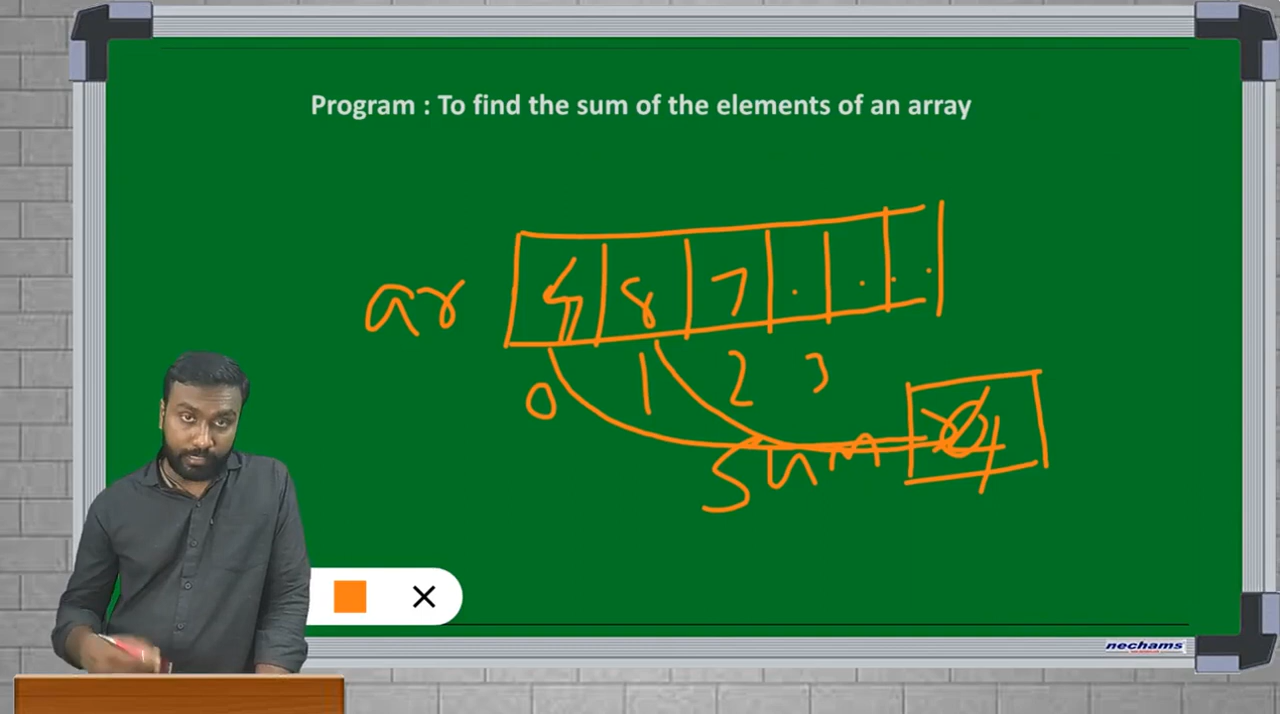 Program : To find the sum of the elements of an array
ar 8 7 . . . .
0 1 2 3
Sum
nechams